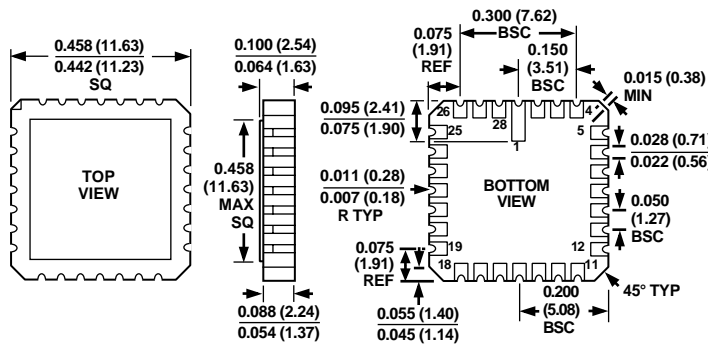 0.458 (11.63)
0.442 (11.23)
SQ
TOP
VIEW
0.100 (2.54)
0.064 (1.63)
0.458
(11.63)
MAX
SQ
0.088 (2.24)
0.054 (1.37)
0.075
(1.91)
REF
0.300 (7.62)
BSC
0.150
(3.51)
BSC
0.015 (0.38)
MIN
0.095 (2.41)
0.075 (1.90)
26
28
4
25
1
5
0.028 (0.71)
0.022 (0.56)
0.011 (0.28)
0.007 (0.18)
R TYP
BOTTOM
VIEW
0.050
(1.27)
BSC
0.075
(1.91)
REF
19
12
18
11
0.055 (1.40)
0.045 (1.14)
0.200
(5.08)
BSC
45° TYP